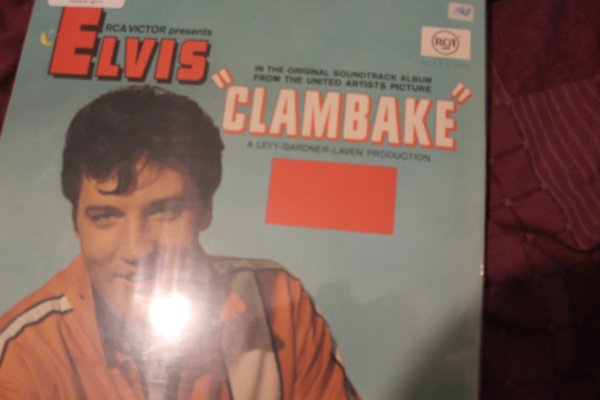 RCA VICTOR presents
ELVIS
RCA
IN THE ORIGINAL SOUNDTRACK ALBUM
FROM THE UNITED ARTISTS PICTURE
"CLAMBAKE"
A LEVY-GARDNER-LAVEN PRODUCTION